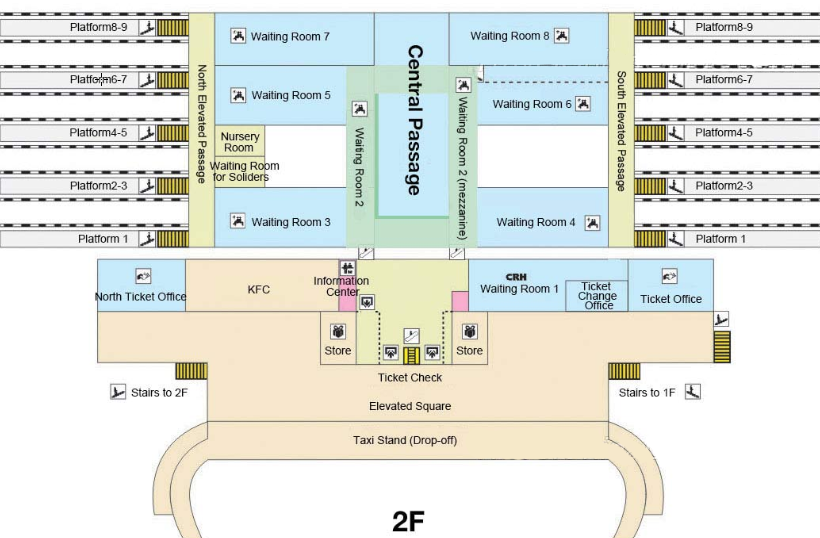 Platform8-9
Waiting Room 7
Waiting Room 8
Platform8-9
Platfom6-7
Platform6-7
Waiting Room 5
Waiting Room 6
Central Passage
North Elevated Passage
South Elevated Passage
Waiting Room 2
Waiting Room 2 (mezzanine)
Platform4-5
Platform4-5
Nursery
Room
Waiting Room
for Soliders
Platform2-3
Platform2-3
Waiting Room 3
Waiting Room 4
Platform 1
Platform 1
North Ticket Office
KFC
Information
Center
CRH
Waiting Room 1
Ticket
Change
Office
Ticket Office
Store
Store
Ticket Check
Stairs to 2F
Stairs to 1F
Elevated Square
Taxi Stand (Drop-off)
2F